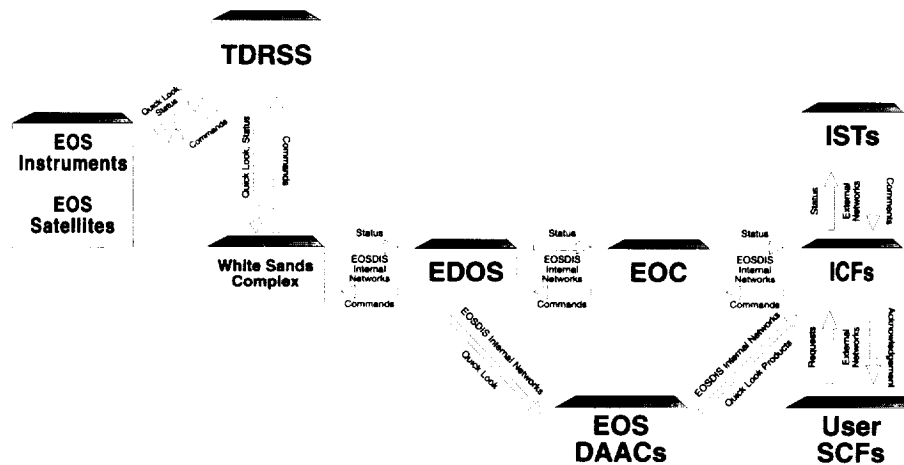 TDRSS
Quick Look
Status
Commands
EOS
Instruments
EOS
Satellites
Quick Look, Status
Commands
ISTs
Status
External
Networks
Comments
White Sands
Complex
Status
EOSDIS
Internal
Networks
Commands
EDOS
Status
EOSDIS
Internal
Networks
Commands
EOC
Status
EOSDIS
Internal
Networks
Commands
ICFs
EOSDIS Internal Networks
Quick Look
EOSDIS Internal Networks
Quick Look Products
Requests
External
Networks
Acknowledgement
EOS
DAACs
User
SCFs